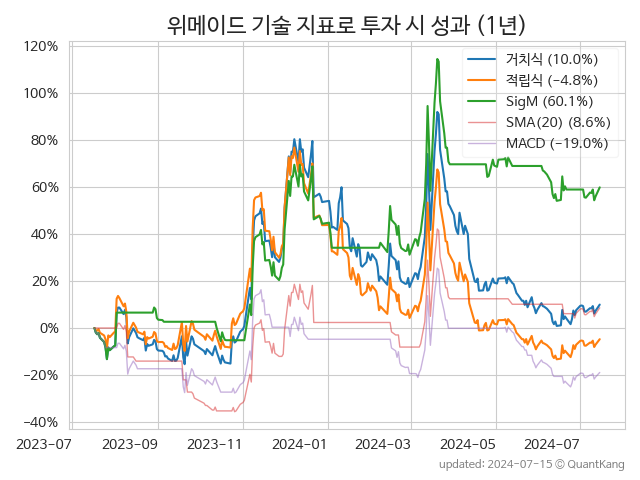 위메이드 기술 지표로 투자 시 성과 (1년)
120%
100%
80%
60%
40%
20%
0%
−20%
−40%
거치식 (10.0%)
적립식 (−4.8%)
SigM (60.1%)
SMA(20) (8.6%)
MACD (−19.0%)
2023-07
2023-09
2023-11
2024-01
2024-03
2024-05
2024-07
updated: 2024-07-15 © QuantKang